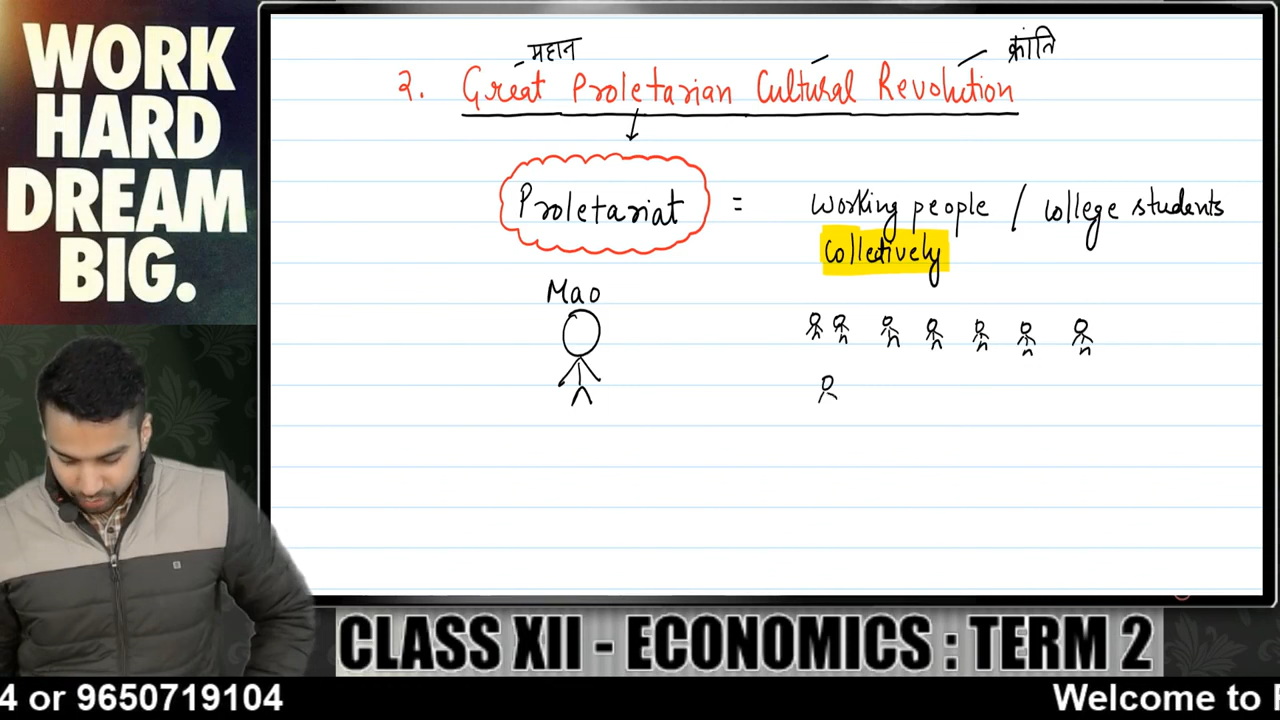 WORK
HARD
DREAM
BIG.
महान
क्रांति
2. Great Proletarian Cultural Revolution
Proletariat = working people / college students
collectively
Mao
CLASS XII - ECONOMICS : TERM 2
4 or 9650719104
Welcome to